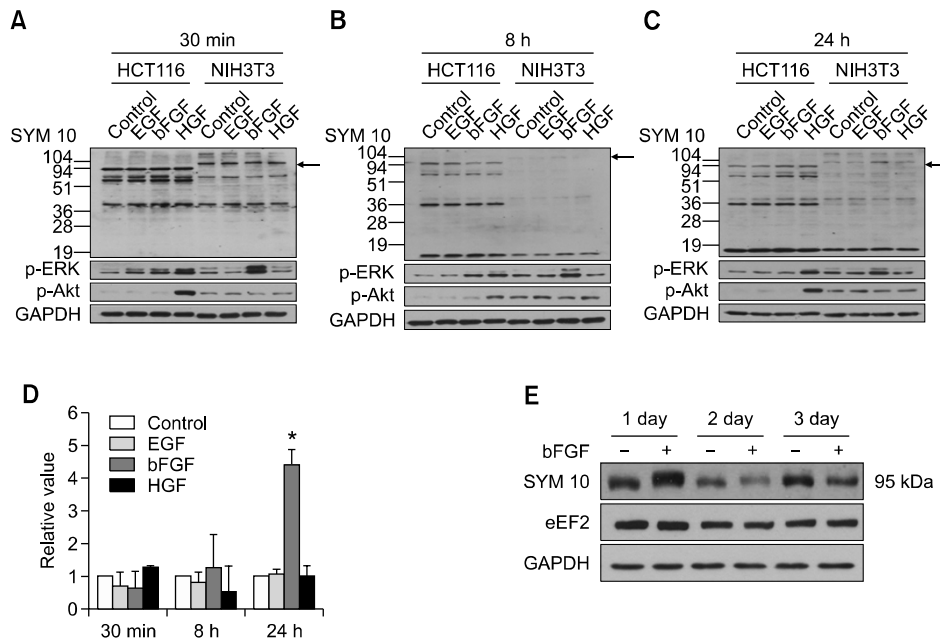 A
30 min
HCT116 NIH3T3
Control EGF bFGF HGF Control EGF bFGF HGF
SYM 10
104
94
51
36
28
19
p-ERK
p-Akt
GAPDH
B
8 h
HCT116 NIH3T3
Control EGF bFGF HGF Control EGF bFGF HGF
SYM 10
104
94
51
36
28
19
p-ERK
p-Akt
GAPDH
C
24 h
HCT116 NIH3T3
Control EGF bFGF HGF Control EGF bFGF HGF
SYM 10
104
94
51
36
28
19
p-ERK
p-Akt
GAPDH
D
Relative value
6
5
4
3
2
1
0
Control
EGF
bFGF
HGF
*
30 min 8 h 24 h
E
1 day 2 day 3 day
bFGF − + − + − +
SYM 10 95 kDa
eEF2
GAPDH